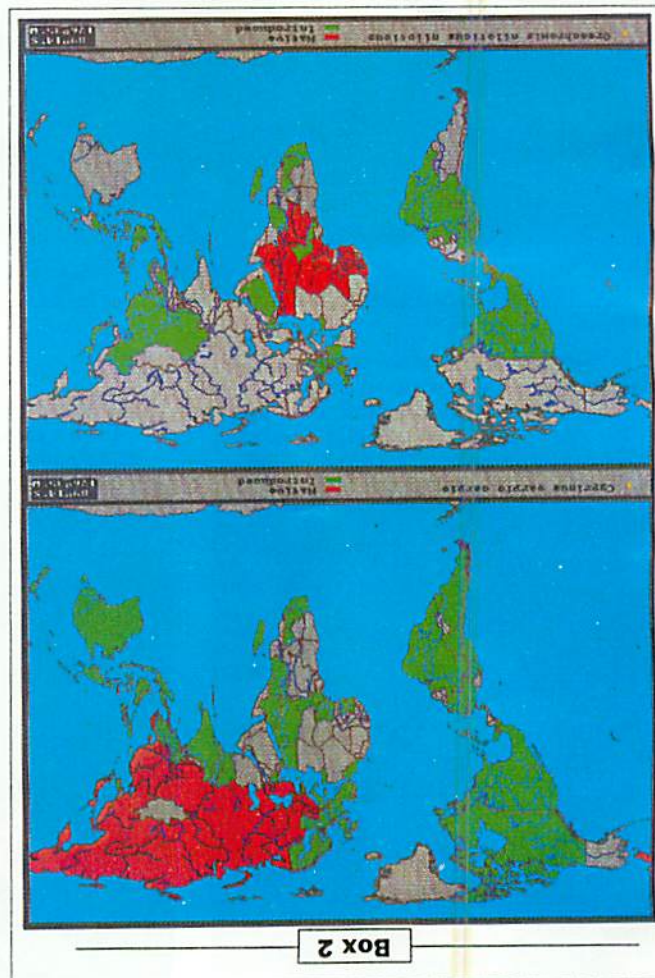 Box 2
Cyprinus carpio carpio Native
Introduced
Oreochromis niloticus niloticus Native
Introduced